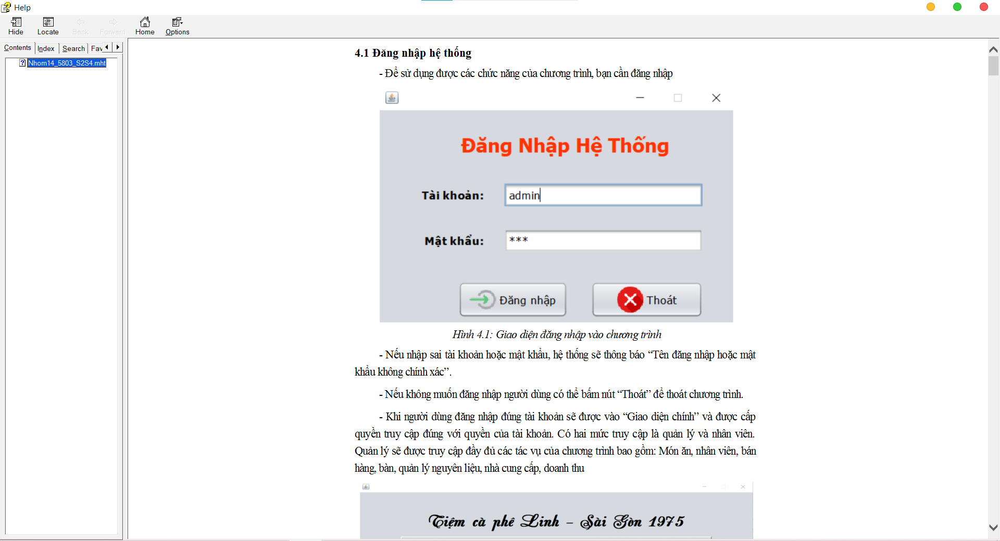 Help
Hide Locate Back Forward Home Options
Contents Index Search Fav
Nhom14_5803_S2S4.mht
4.1 Đăng nhập hệ thống
- Để sử dụng được các chức năng của chương trình, bạn cần đăng nhập
Đăng Nhập Hệ Thống
Tài khoản: admin
Mật khẩu: ***
Đăng nhập Thoát
Hình 4.1: Giao diện đăng nhập vào chương trình
- Nếu nhập sai tài khoản hoặc mật khẩu, hệ thống sẽ thông báo “Tên đăng nhập hoặc mật
khẩu không chính xác”.
- Nếu không muốn đăng nhập người dùng có thể bấm nút “Thoát” để thoát chương trình.
- Khi người dùng đăng nhập đúng tài khoản sẽ được vào “Giao diện chính” và được cấp
quyền truy cập đúng với quyền của tài khoản. Có hai mức truy cập là quản lý và nhân viên.
Quản lý sẽ được truy cập đầy đủ các tác vụ của chương trình bao gồm: Món ăn, nhân viên, bán
hàng, bàn, quản lý nguyên liệu, nhà cung cấp, doanh thu
Tiệm cà phê Linh - Sài Gòn 1975